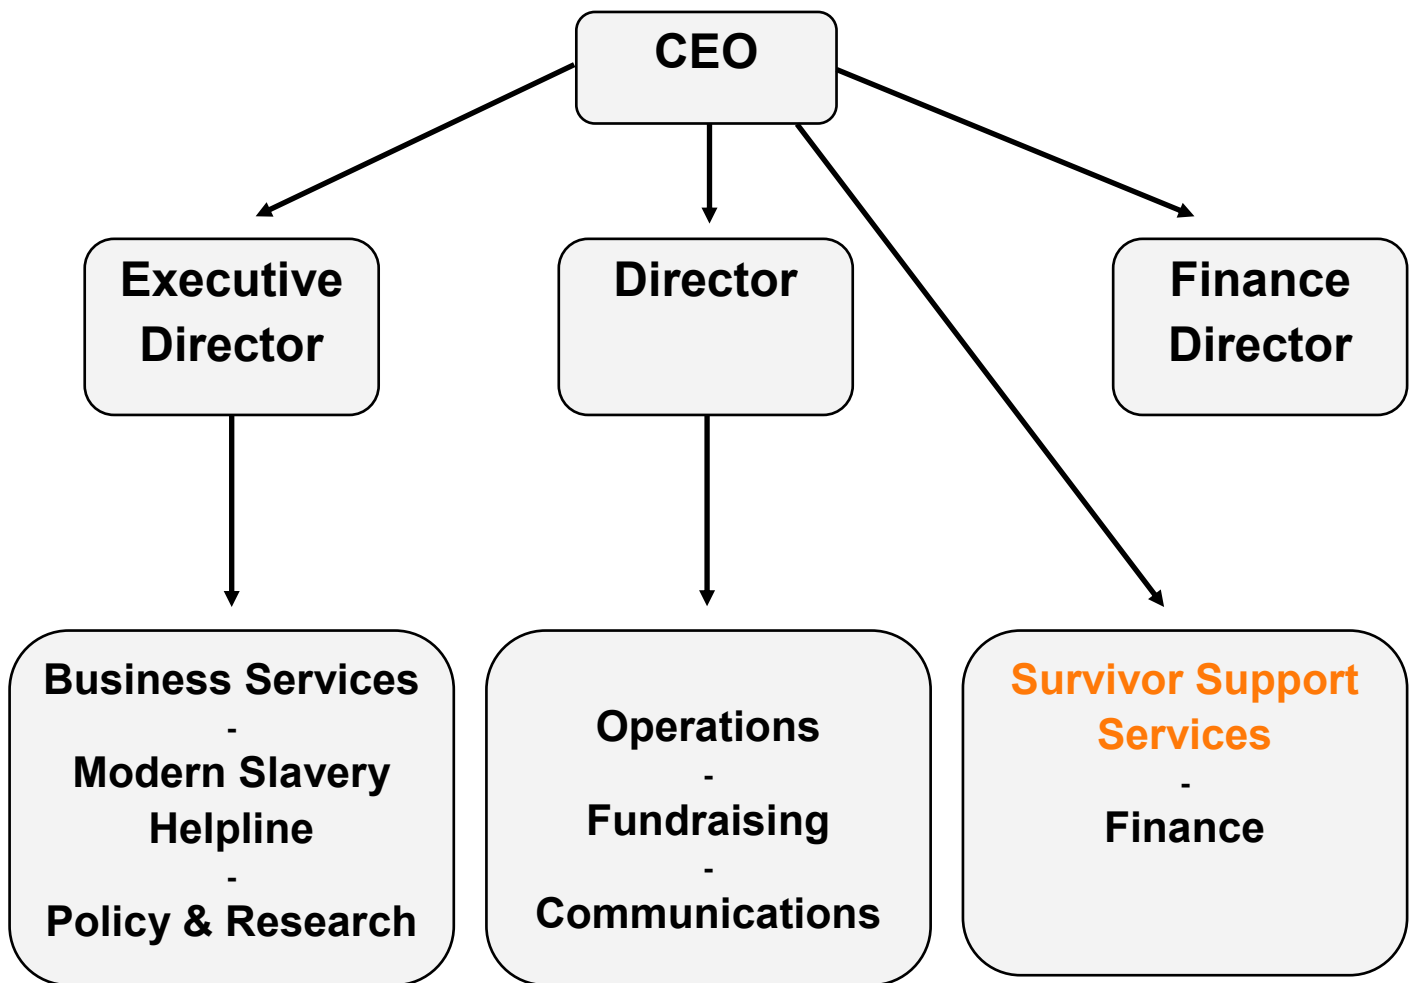 CEO
Executive
Director
Director
Finance
Director
Business Services
-
Modern Slavery
Helpline
-
Policy & Research
Operations
-
Fundraising
-
Communications
Survivor Support
Services
-
Finance